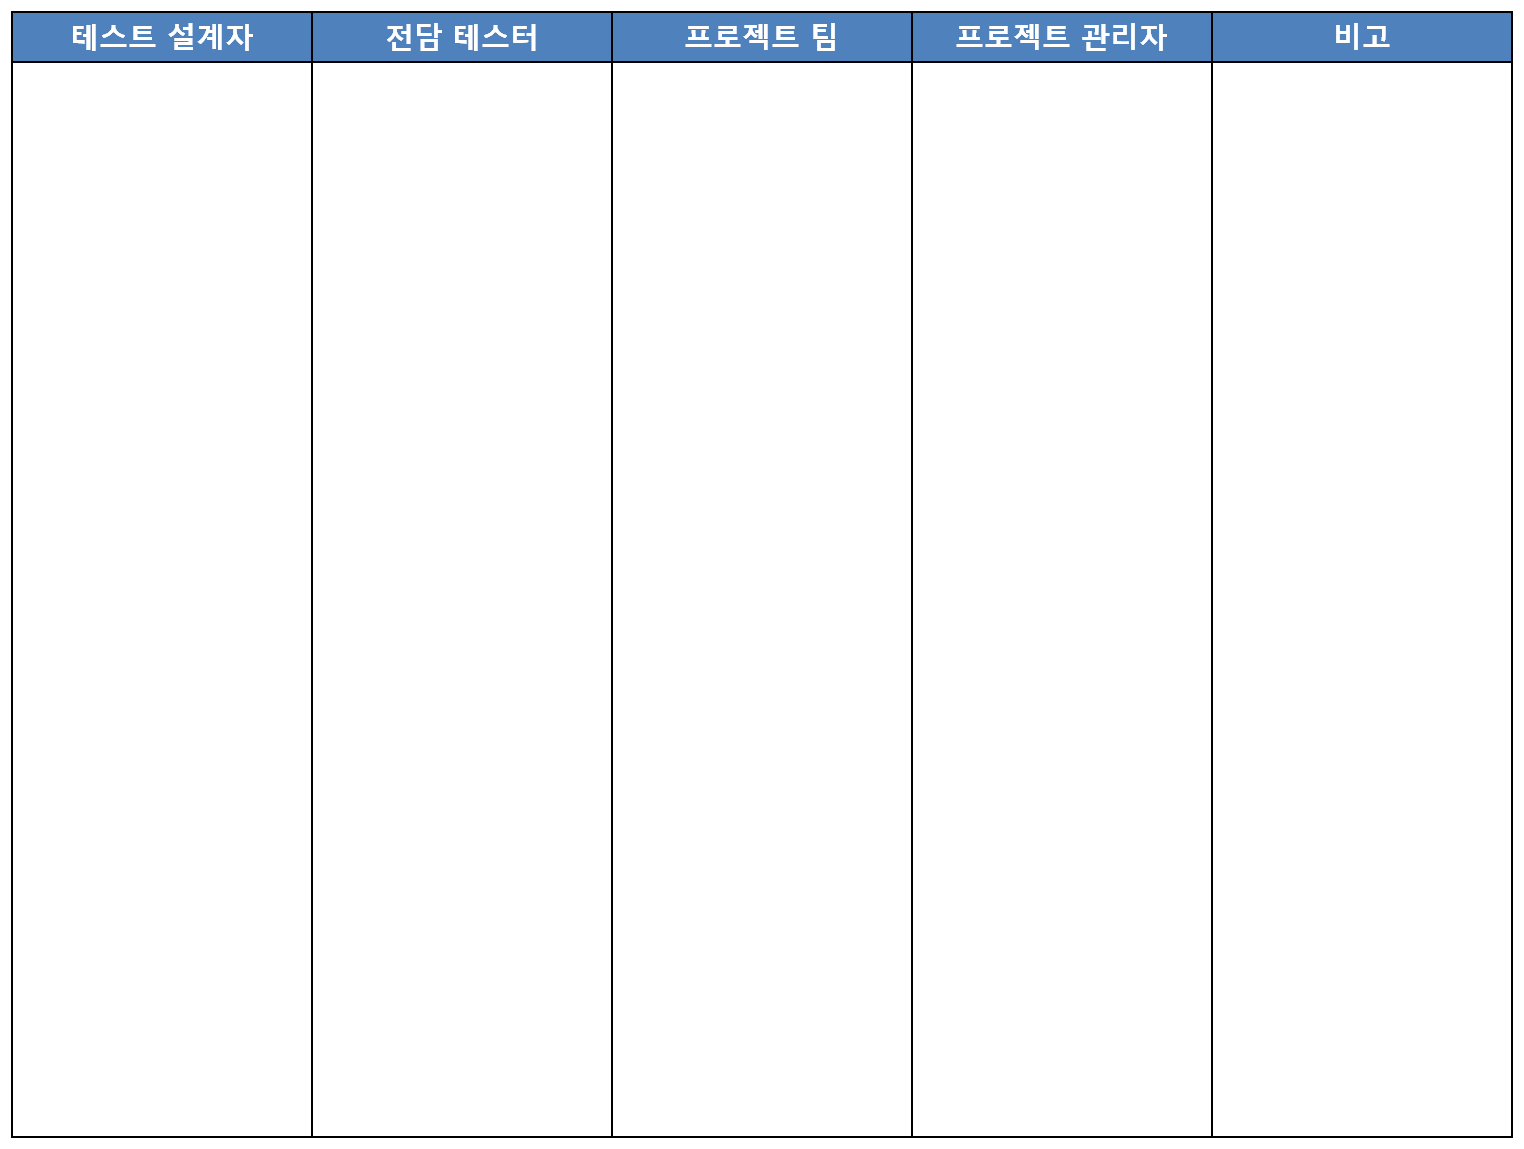 테스트 설계자
전담 테스터
프로젝트 팀
프로젝트 관리자
비고